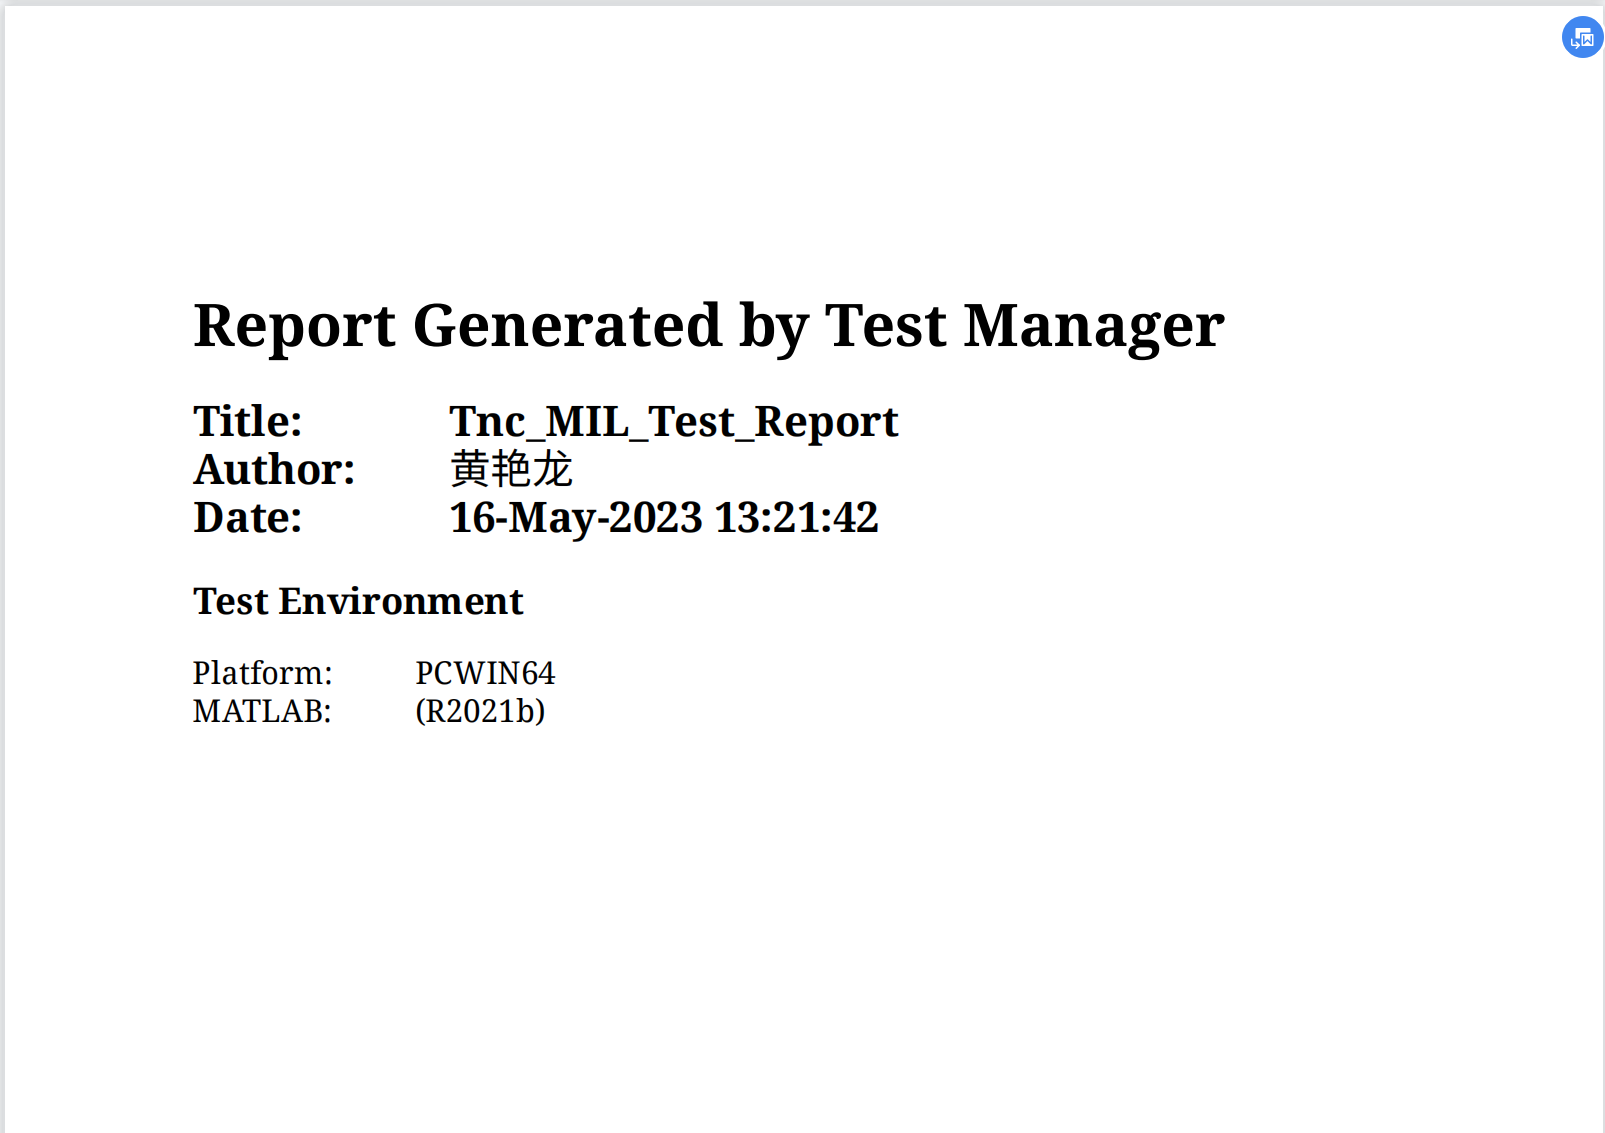 Report Generated by Test Manager
Title: Tnc_MIL_Test_Report
Author: 黄艳龙
Date: 16-May-2023 13:21:42
Test Environment
Platform: PCWIN64
MATLAB: (R2021b)